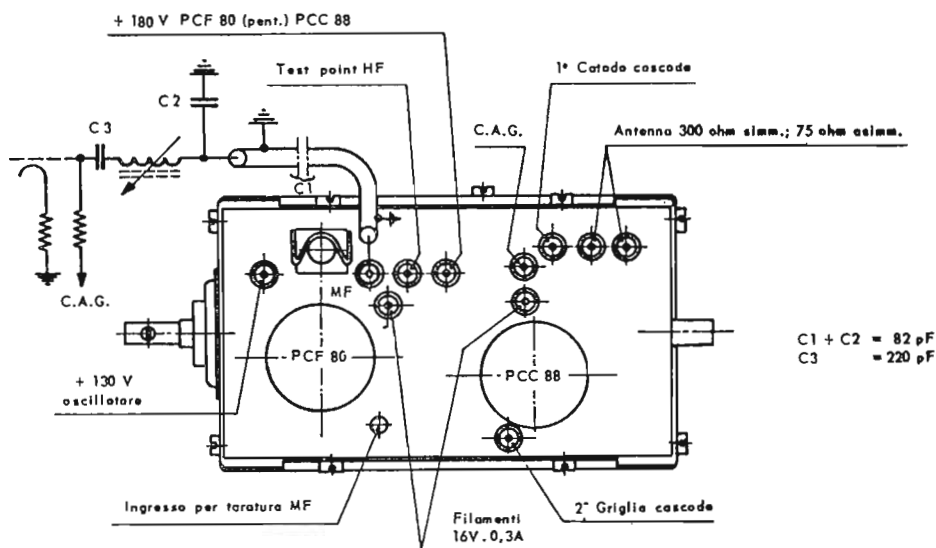 + 180 V PCF 80 (pent.) PCC 88
Test point HF
1° Catodo cascode
C2
C.A.G.
Antenna 300 ohm simm.; 75 ohm asimm.
C3
C1
C.A.G.
MF
PCF 80
PCC 88
C1 + C2 = 82 pF
C3 = 220 pF
+ 130 V
oscillatore
Ingresso per taratura MF
Filamenti
16V.0,3A
2° Griglia cascode